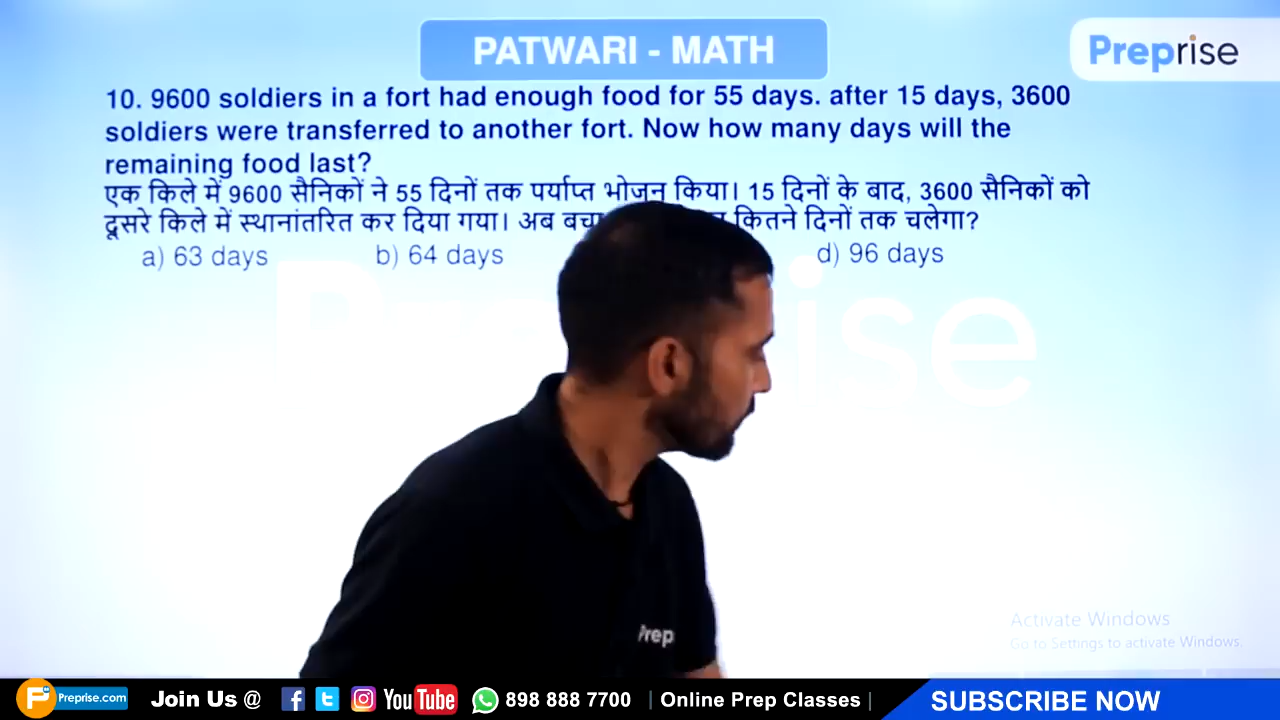 PATWARI - MATH
Preprise
10. 9600 soldiers in a fort had enough food for 55 days. after 15 days, 3600
soldiers were transferred to another fort. Now how many days will the
remaining food last?
एक किले में 9600 सैनिकों ने 55 दिनों तक पर्याप्त भोजन किया। 15 दिनों के बाद, 3600 सैनिकों को
दूसरे किले में स्थानांतरित कर दिया गया। अब कितने दिनों तक चलेगा?
a) 63 days b) 64 days d) 96 days
Prep
Activate Windows
Go to Settings to activate Windows.
Preprise.com Join Us @ YouTube 898 888 7700 | Online Prep Classes | SUBSCRIBE NOW